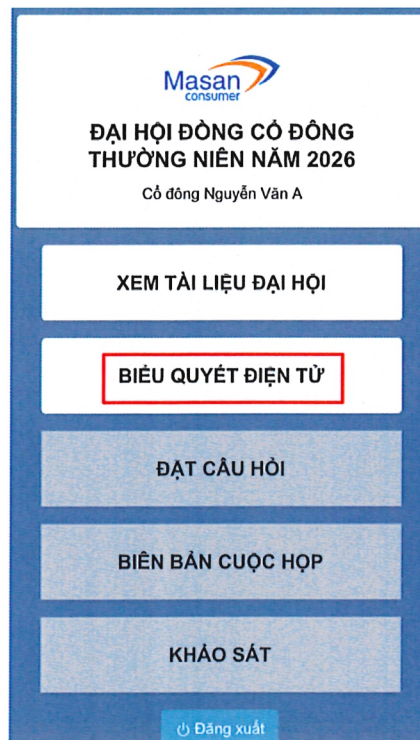 Masan
consumer
ĐẠI HỘI ĐỒNG CỔ ĐÔNG
THƯỜNG NIÊN NĂM 2026
Cổ đông Nguyễn Văn A
XEM TÀI LIỆU ĐẠI HỘI
BIỂU QUYẾT ĐIỆN TỬ
ĐẶT CÂU HỎI
BIÊN BẢN CUỘC HỌP
KHẢO SÁT
Đăng xuất